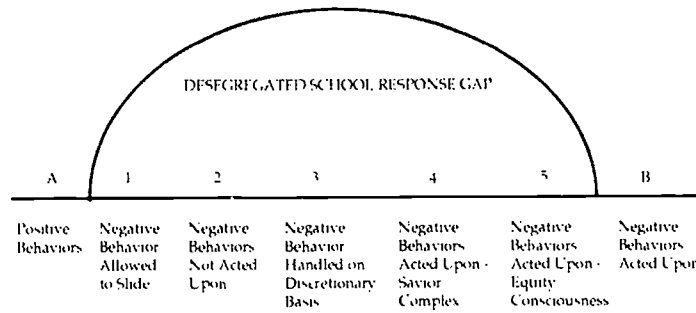 DESEGREGATED SCHOOL RESPONSE GAP
A 1 2 3 4 5 B
Positive Behaviors
Negative Behavior Allowed to Slide
Negative Behaviors Not Acted Upon
Negative Behavior Handled on Discretionary Basis
Negative Behaviors Acted Upon - Savior Complex
Negative Behaviors Acted Upon - Equity Consciousness
Negative Behaviors Acted Upon